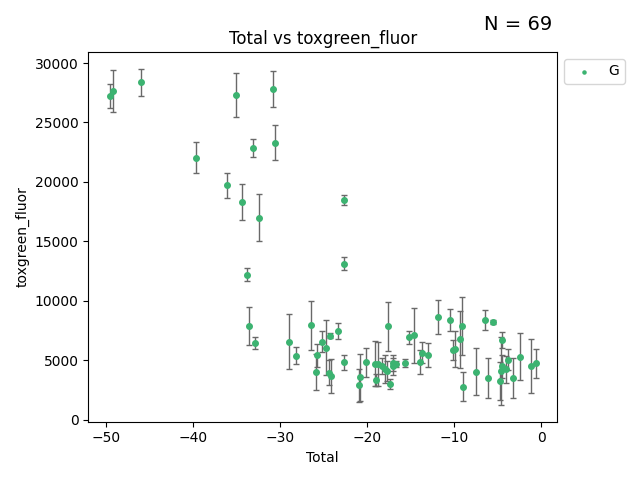 N = 69
Total vs toxgreen_fluor
G
30000
25000
20000
15000
10000
5000
0
toxgreen_fluor
−50 −40 −30 −20 −10 0
Total